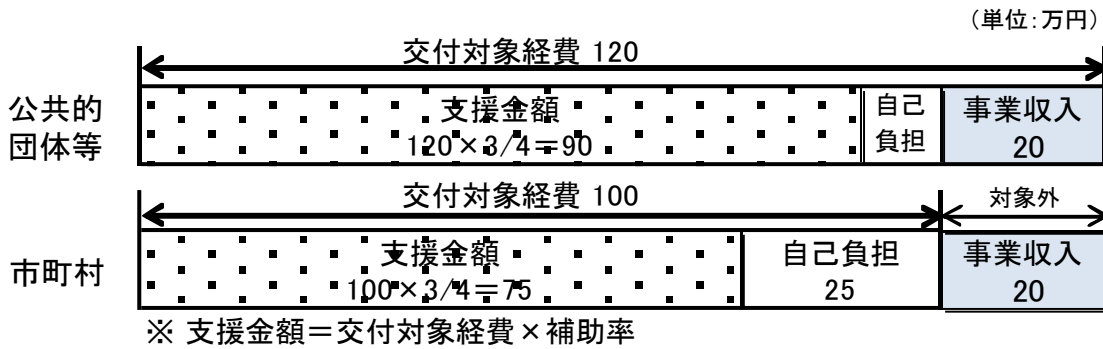 （単位：万円）
交付対象経費 120
公共的
団体等
支援金額
120×3/4＝90
自己
負担
事業収入
20
交付対象経費 100
対象外
市町村
支援金額
100×3/4＝75
自己負担
25
事業収入
20
※ 支援金額＝交付対象経費×補助率